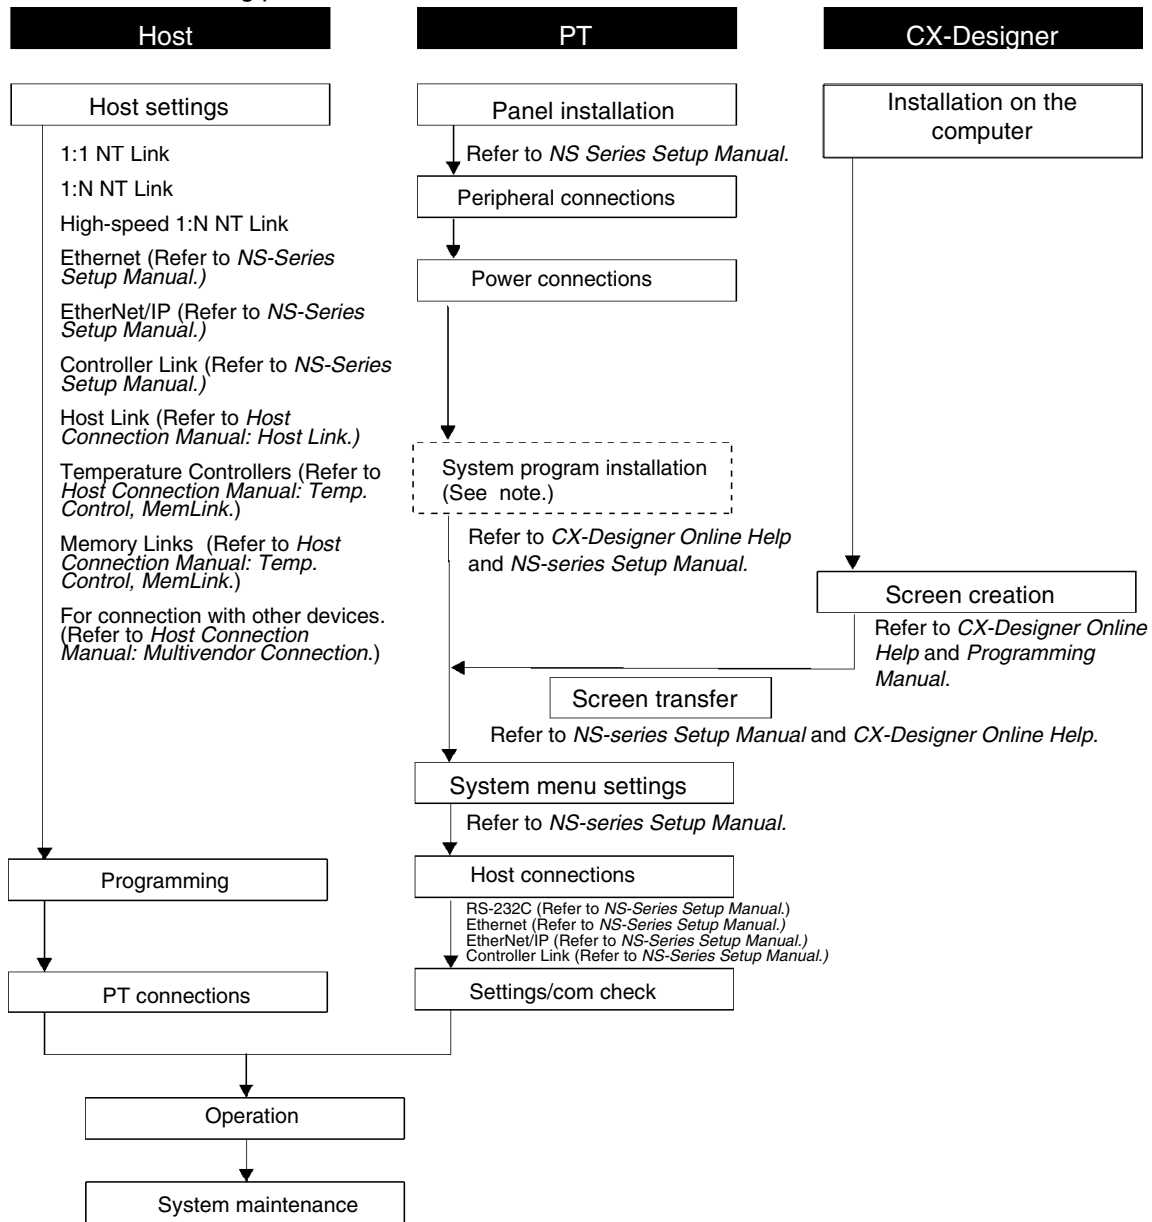 Host
PT
CX-Designer
Host settings
1:1 NT Link
1:N NT Link
High-speed 1:N NT Link
Ethernet (Refer to NS-Series
Setup Manual.)
EtherNet/IP (Refer to NS-Series
Setup Manual.)
Controller Link (Refer to NS-Series
Setup Manual.)
Host Link (Refer to Host
Connection Manual: Host Link.)
Temperature Controllers (Refer to
Host Connection Manual: Temp.
Control, MemLink.)
Memory Links (Refer to Host
Connection Manual: Temp.
Control, MemLink.)
For connection with other devices.
(Refer to Host Connection
Manual: Multivendor Connection.)
Programming
PT connections
Panel installation
Refer to NS Series Setup Manual.
Peripheral connections
Power connections
System program installation
(See note.)
Refer to CX-Designer Online Help
and NS-series Setup Manual.
Installation on the
computer
Screen creation
Refer to CX-Designer Online
Help and Programming
Manual.
Screen transfer
Refer to NS-series Setup Manual and CX-Designer Online Help.
System menu settings
Refer to NS-series Setup Manual.
Host connections
RS-232C (Refer to NS-Series Setup Manual.)
Ethernet (Refer to NS-Series Setup Manual.)
EtherNet/IP (Refer to NS-Series Setup Manual.)
Controller Link (Refer to NS-Series Setup Manual.)
Settings/com check
Operation
System maintenance